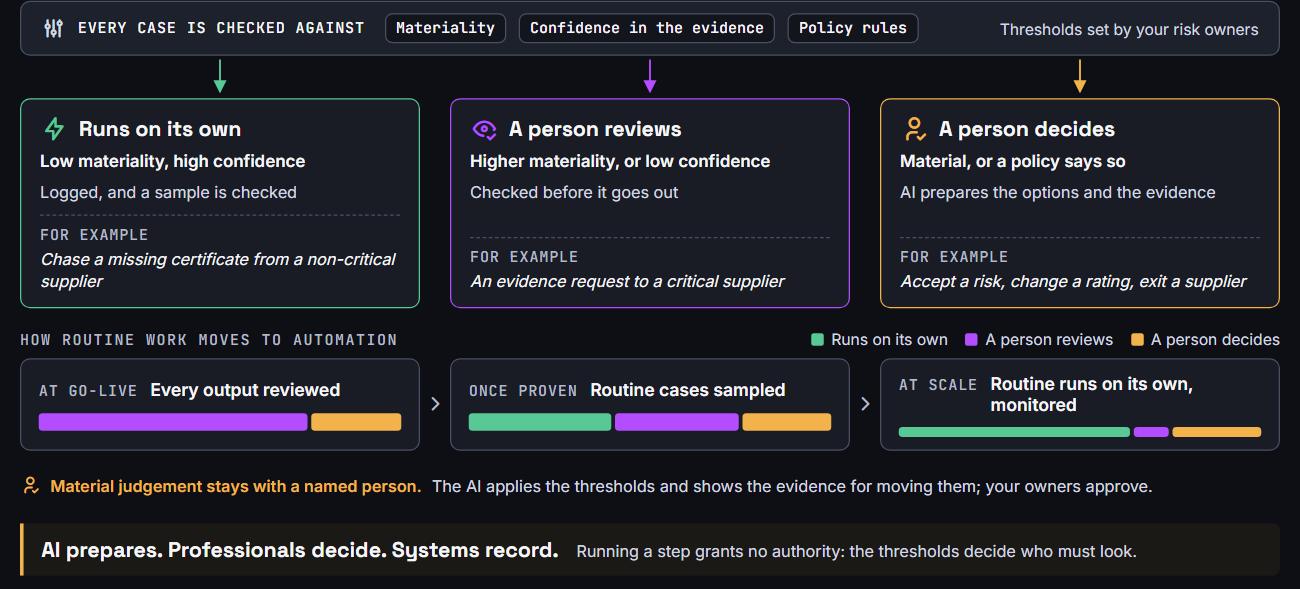 EVERY CASE IS CHECKED AGAINST Materiality Confidence in the evidence Policy rules Thresholds set by your risk owners
Runs on its own
Low materiality, high confidence
Logged, and a sample is checked
FOR EXAMPLE
Chase a missing certificate from a non-critical
supplier
A person reviews
Higher materiality, or low confidence
Checked before it goes out
FOR EXAMPLE
An evidence request to a critical supplier
A person decides
Material, or a policy says so
AI prepares the options and the evidence
FOR EXAMPLE
Accept a risk, change a rating, exit a supplier
HOW ROUTINE WORK MOVES TO AUTOMATION
Runs on its own A person reviews A person decides
AT GO-LIVE Every output reviewed
ONCE PROVEN Routine cases sampled
AT SCALE Routine runs on its own,
monitored
Material judgement stays with a named person. The AI applies the thresholds and shows the evidence for moving them; your owners approve.
AI prepares. Professionals decide. Systems record. Running a step grants no authority: the thresholds decide who must look.